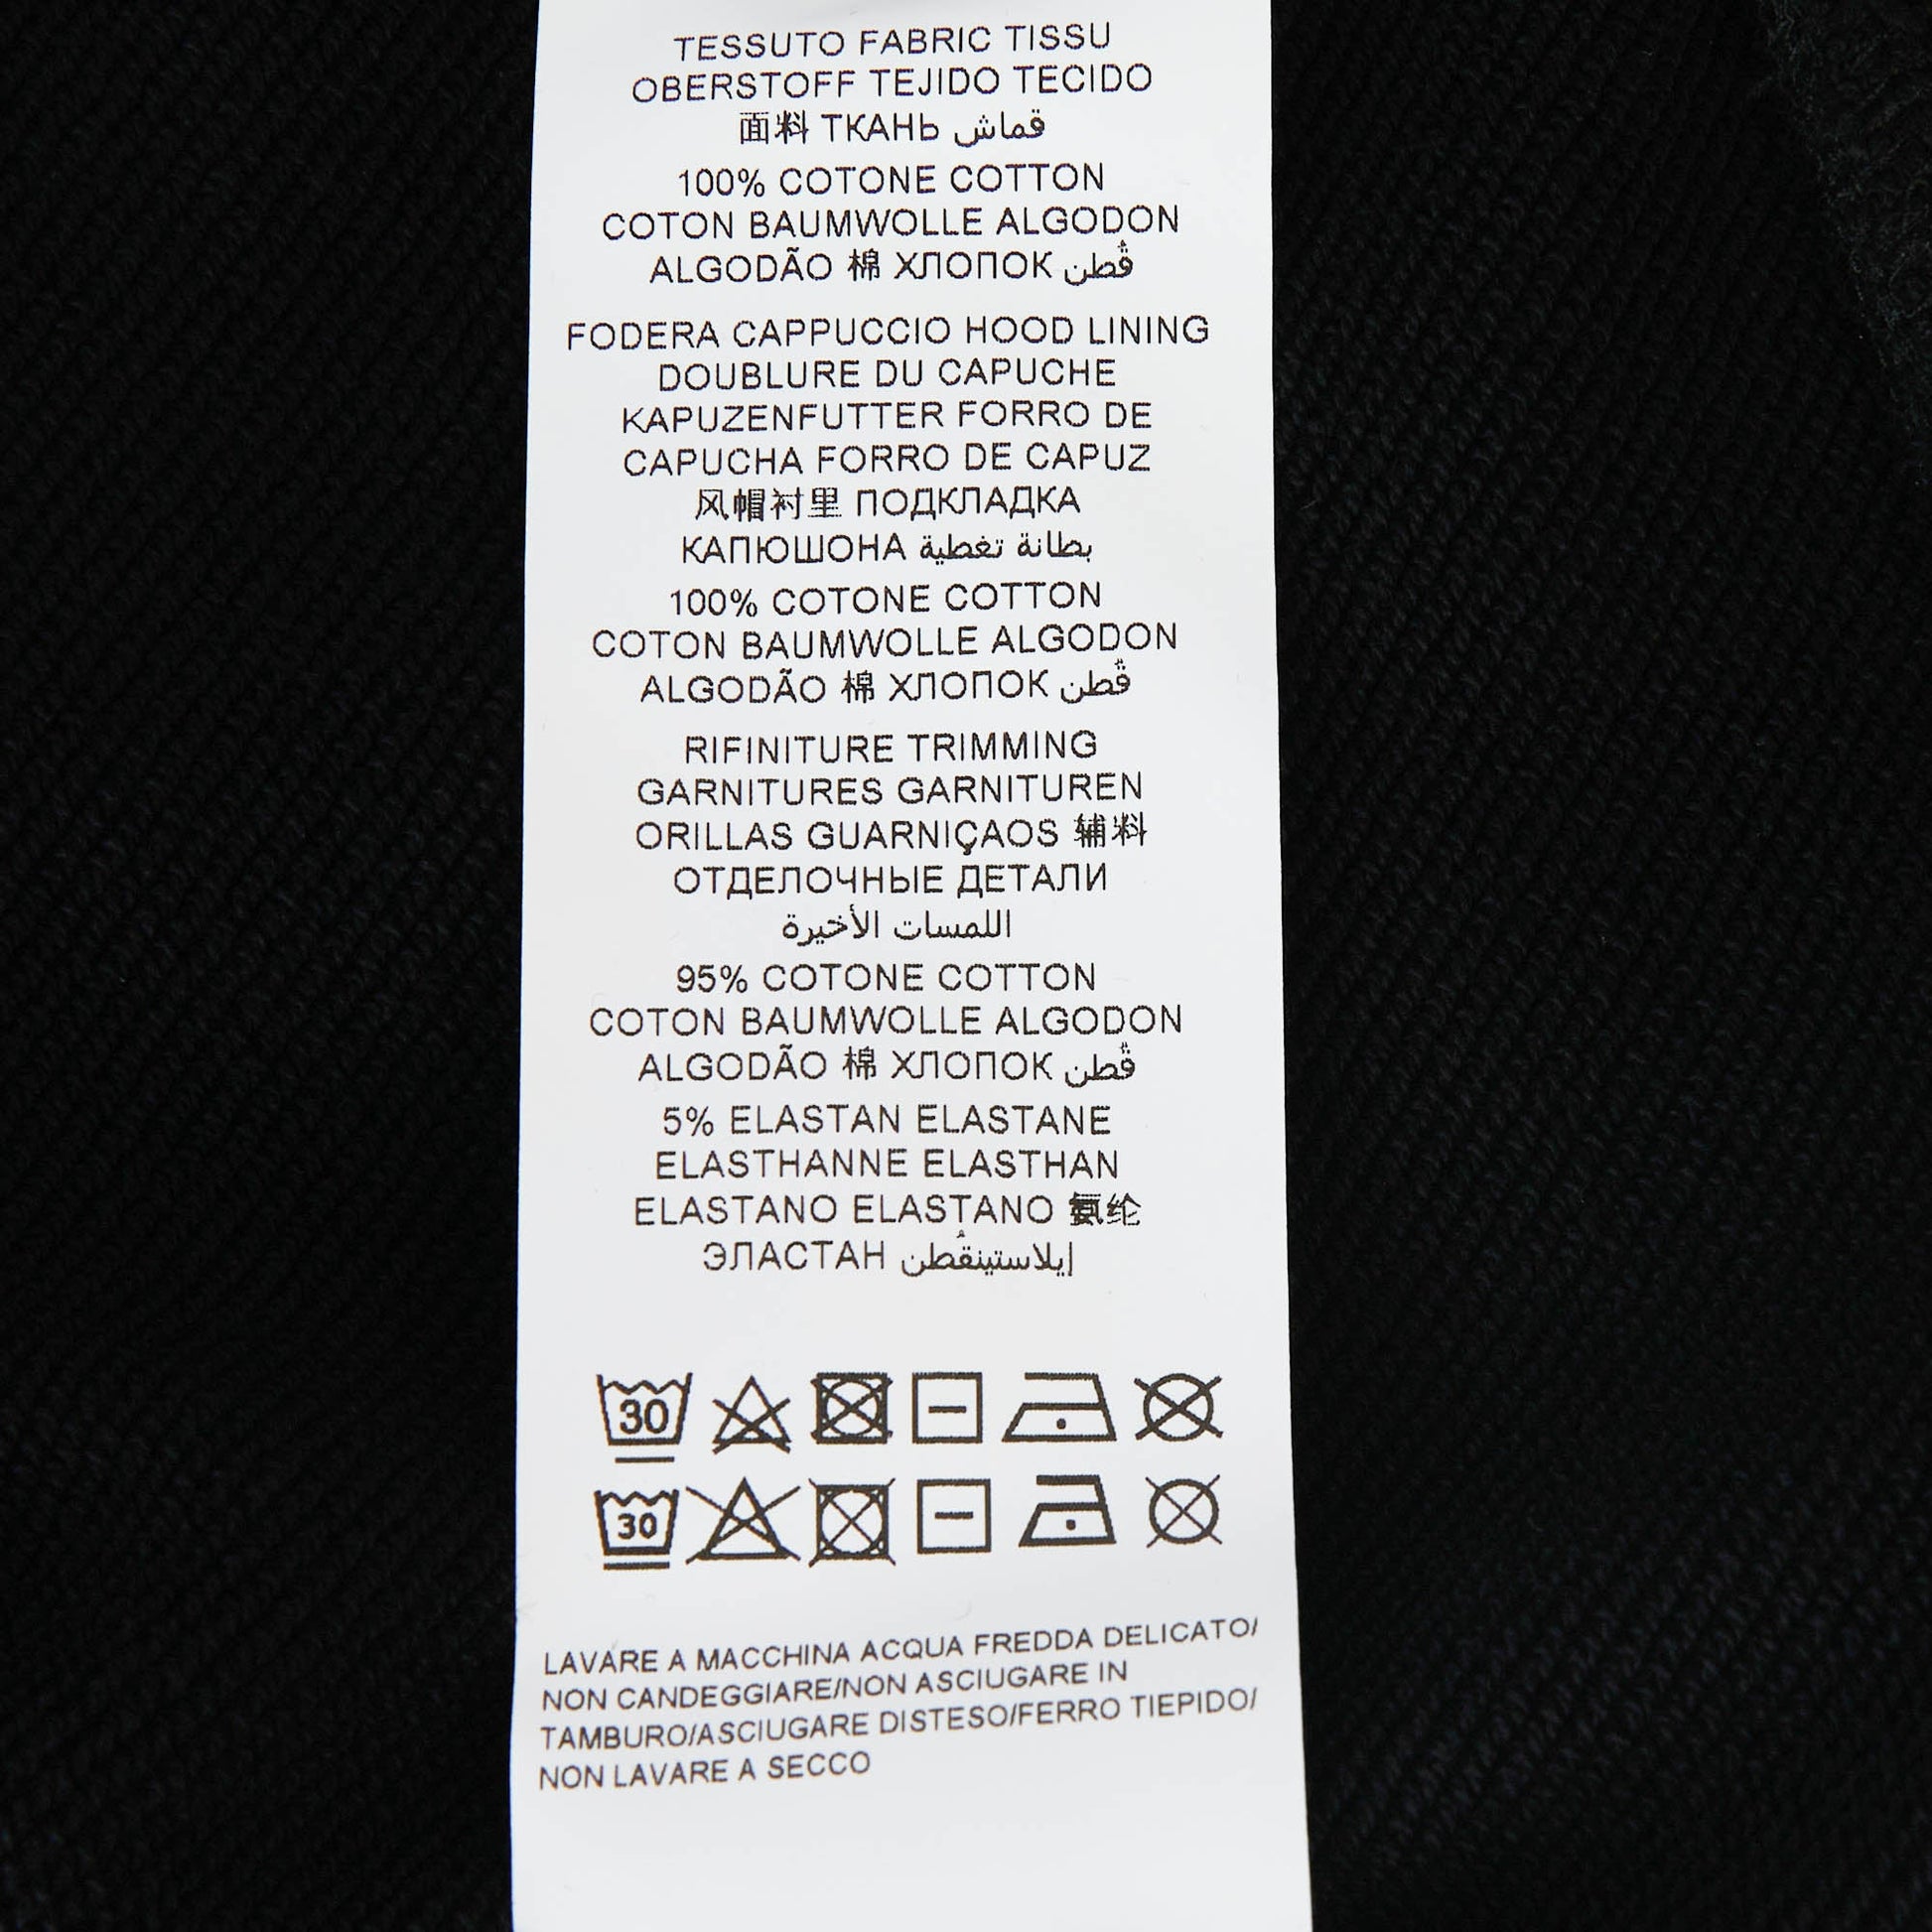 TESSUTO FABRIC TISSU
OBERSTOFF TEJIDO TECIDO
面料 ТКАНЬ قماش
100% COTONE COTTON
COTON BAUMWOLLE ALGODON
ALGODÃO 棉 ХЛОПОК قُطن
FODERA CAPPUCCIO HOOD LINING
DOUBLURE DU CAPUCHE
KAPUZENFUTTER FORRO DE
CAPUCHA FORRO DE CAPUZ
风帽衬里 ПОДКЛАДКА
КАПЮШОНА بطانة تغطية
100% COTONE COTTON
COTON BAUMWOLLE ALGODON
ALGODÃO 棉 ХЛОПОК قُطن
RIFINITURE TRIMMING
GARNITURES GARNITUREN
ORILLAS GUARNIÇAOS 辅料
ОТДЕЛОЧНЫЕ ДЕТАЛИ
اللمسات الأخيرة
95% COTONE COTTON
COTON BAUMWOLLE ALGODON
ALGODÃO 棉 ХЛОПОК قُطن
5% ELASTAN ELASTANE
ELASTHANNE ELASTHAN
ELASTANO ELASTANO 氨纶
ЭЛАСТАН إيلاستينقُطن
30
30
LAVARE A MACCHINA ACQUA FREDDA DELICATO/
NON CANDEGGIARE/NON ASCIUGARE IN
TAMBURO/ASCIUGARE DISTESO/FERRO TIEPIDO/
NON LAVARE A SECCO